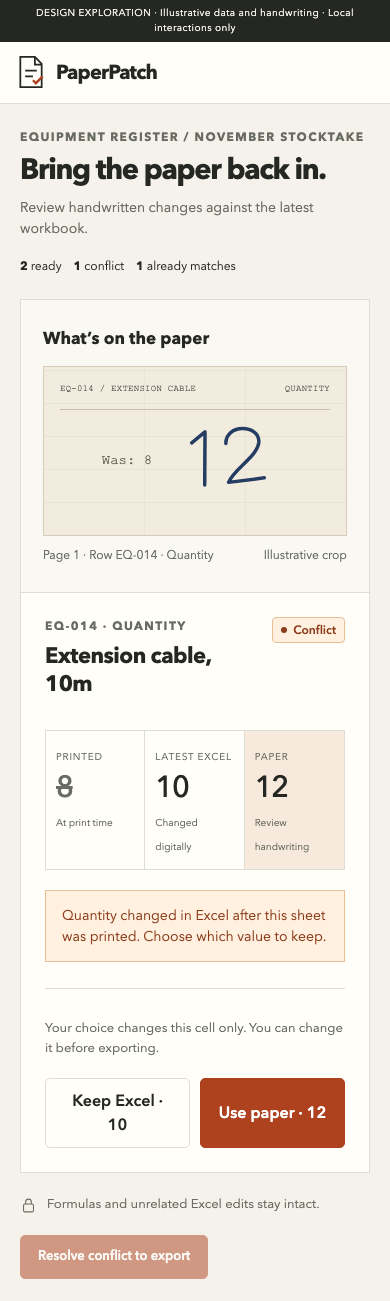 DESIGN EXPLORATION · Illustrative data and handwriting · Local
interactions only
PaperPatch
EQUIPMENT REGISTER / NOVEMBER STOCKTAKE
Bring the paper back in.
Review handwritten changes against the latest
workbook.
2 ready 1 conflict 1 already matches
What’s on the paper
EQ-014 / EXTENSION CABLE QUANTITY
Was: 8 12
Page 1 · Row EQ-014 · Quantity Illustrative crop
EQ-014 · QUANTITY Conflict
Extension cable,
10m
PRINTED LATEST EXCEL PAPER
8 10 12
At print time Changed Review
digitally handwriting
Quantity changed in Excel after this sheet
was printed. Choose which value to keep.
Your choice changes this cell only. You can change
it before exporting.
Keep Excel ·
10
Use paper · 12
Formulas and unrelated Excel edits stay intact.
Resolve conflict to export